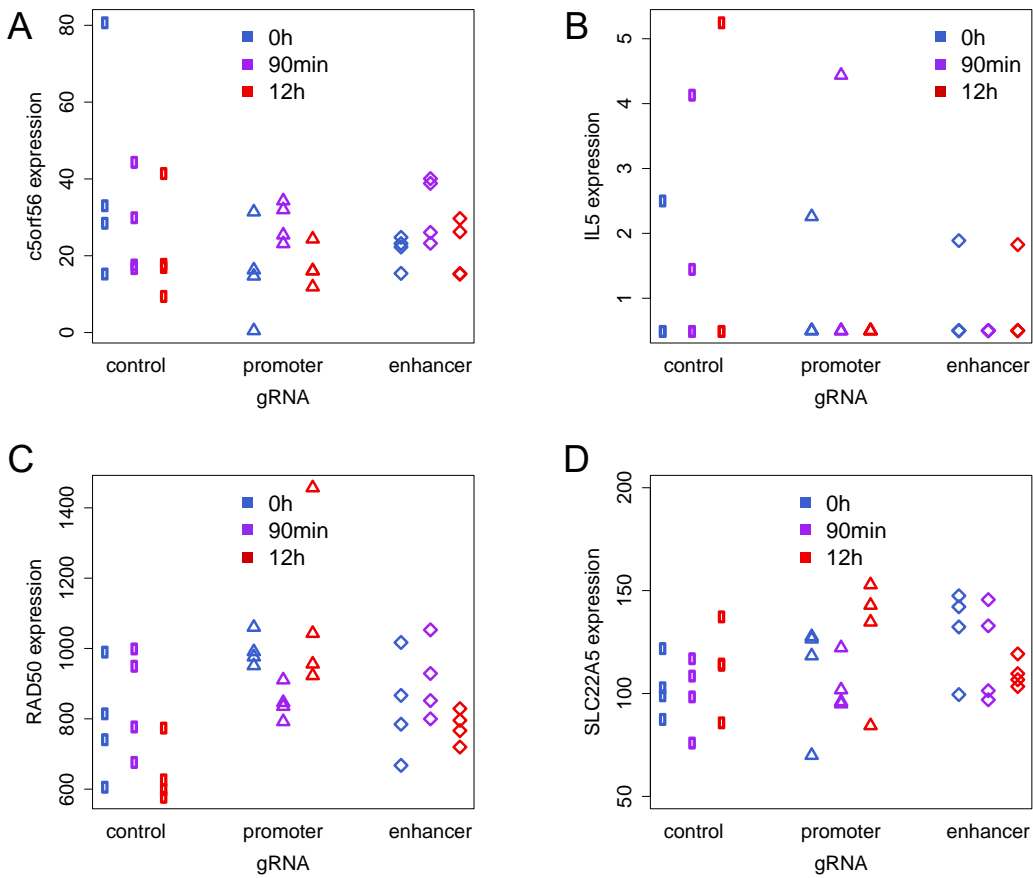 A
c5orf56 expression
80
60
40
20
0
0h
90min
12h
control
promoter
enhancer
gRNA
B
IL5 expression
5
4
3
2
1
0h
90min
12h
control
promoter
enhancer
gRNA
C
RAD50 expression
1400
1200
1000
800
600
0h
90min
12h
control
promoter
enhancer
gRNA
D
SLC22A5 expression
200
150
100
50
0h
90min
12h
control
promoter
enhancer
gRNA